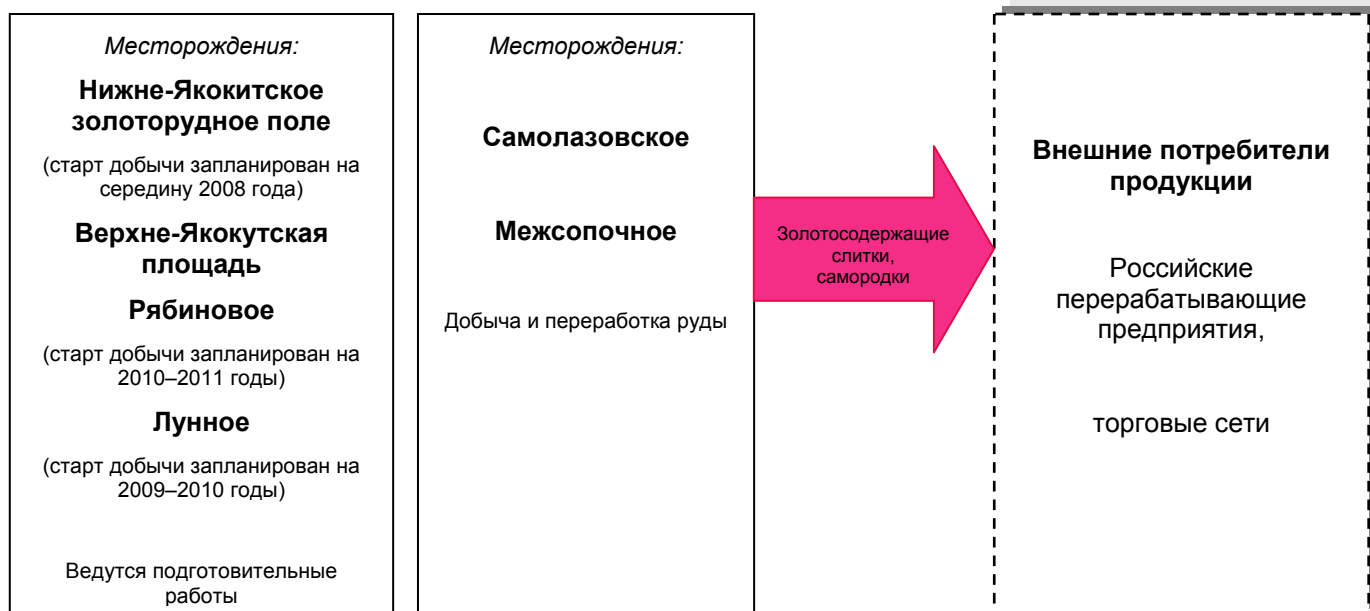 Месторождения:
Нижне-Якокитское
золоторудное поле
(старт добычи запланирован на
середину 2008 года)
Верхне-Якокутская
площадь
Рябиновое
(старт добычи запланирован на
2010–2011 годы)
Лунное
(старт добычи запланирован на
2009–2010 годы)
Ведутся подготовительные
работы
Месторождения:
Самолазовское
Межсопочное
Добыча и переработка руды
Золотосодержащие
слитки,
самородки
Внешние потребители
продукции
Российские
перерабатывающие
предприятия,
торговые сети